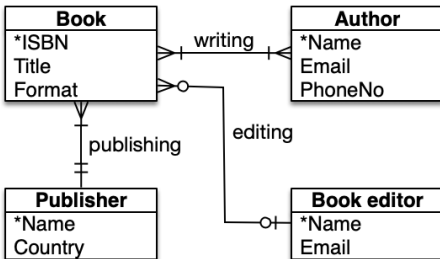 Book
*ISBN
Title
Format
writing
Author
*Name
Email
PhoneNo
publishing
editing
Publisher
*Name
Country
Book editor
*Name
Email